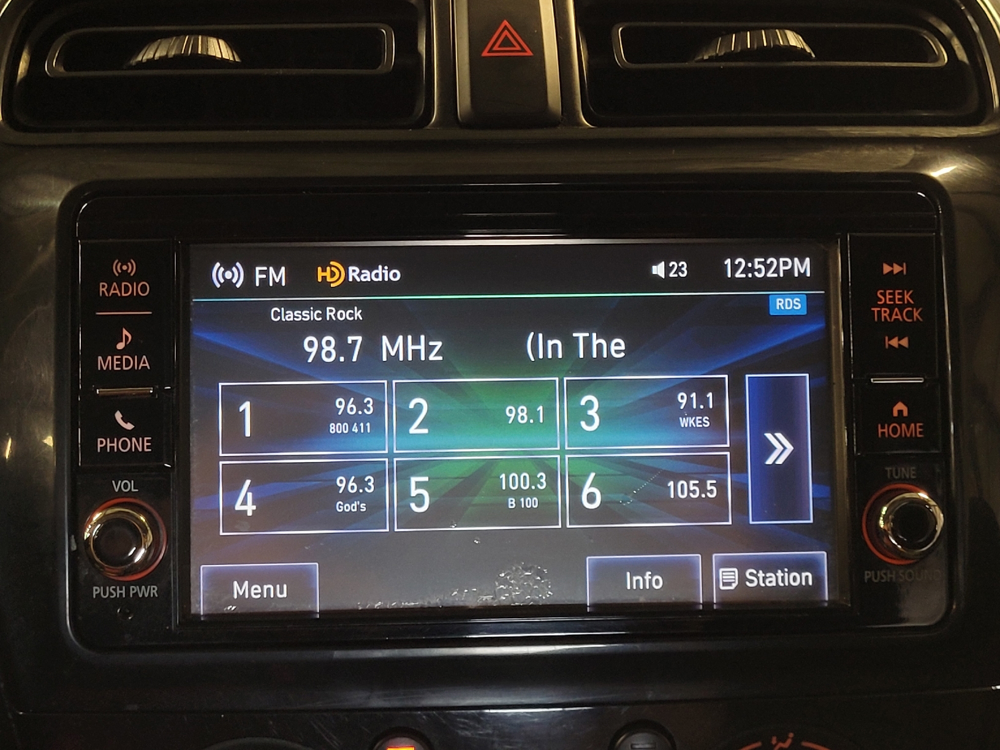 FM HD Radio 23 12:52PM
RDS
Classic Rock
98.7 MHz (In The
1 96.3 800 411
2 98.1
3 91.1 WKES
4 96.3 God's
5 100.3 B 100
6 105.5
Menu
Info
Station
RADIO
MEDIA
PHONE
VOL
PUSH PWR
SEEK
TRACK
HOME
TUNE
PUSH SOUND